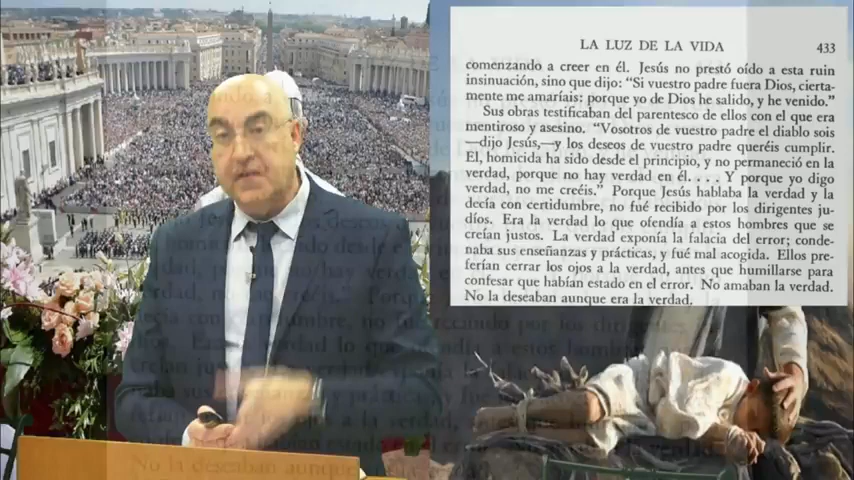 LA LUZ DE LA VIDA 433
comenzando a creer en él. Jesús no prestó oído a esta ruin
insinuación, sino que dijo: “Si vuestro padre fuera Dios, cierta-
mente me amaríais: porque yo de Dios he salido, y he venido.”
Sus obras testificaban del parentesco de ellos con el que era
mentiroso y asesino. “Vosotros de vuestro padre el diablo sois
—dijo Jesús,—y los deseos de vuestro padre queréis cumplir.
El, homicida ha sido desde el principio, y no permaneció en la
verdad, porque no hay verdad en él. . . . Y porque yo digo
verdad, no me creéis.” Porque Jesús hablaba la verdad y la
decía con certidumbre, no fué recibido por los dirigentes ju-
díos. Era la verdad lo que ofendía a estos hombres que se
creían justos. La verdad exponía la falacia del error; conde-
naba sus enseñanzas y prácticas, y fué mal acogida. Ellos pre-
ferían cerrar los ojos a la verdad, antes que humillarse para
confesar que habían estado en el error. No amaban la verdad.
No la deseaban aunque era la verdad.